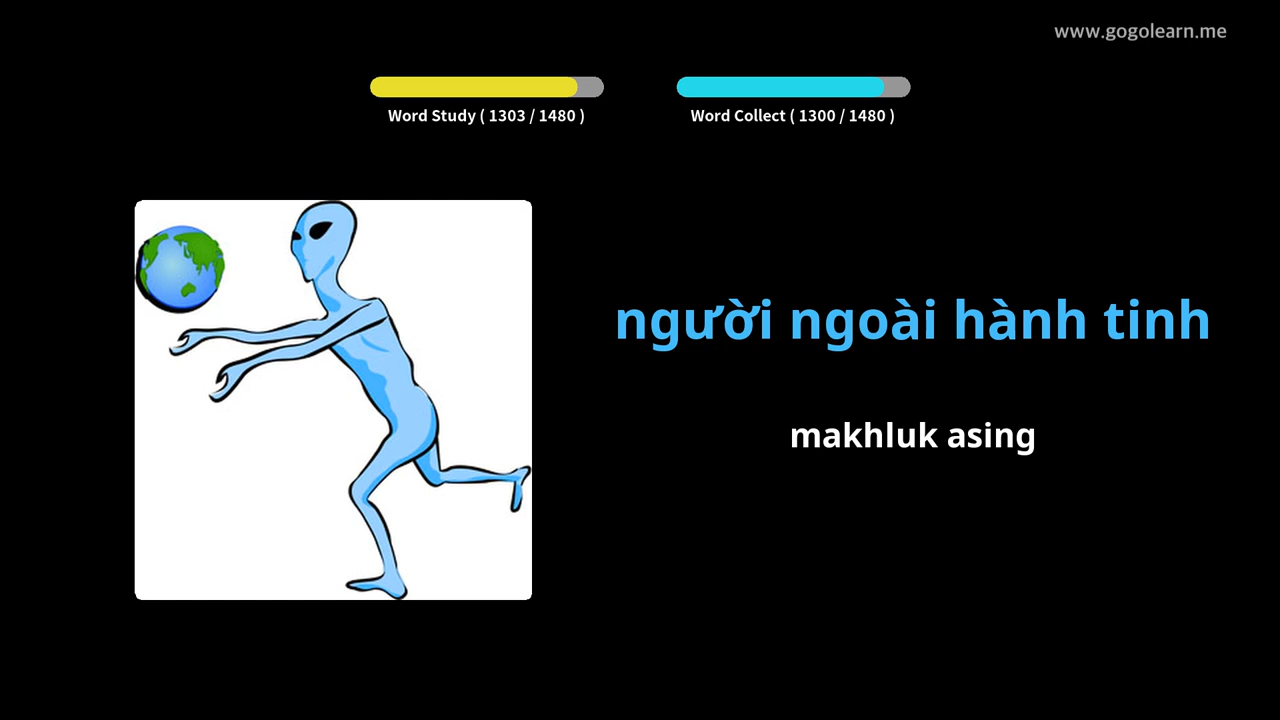 www.gogolearn.me
Word Study ( 1303 / 1480 )
Word Collect ( 1300 / 1480 )
người ngoài hành tinh
makhluk asing